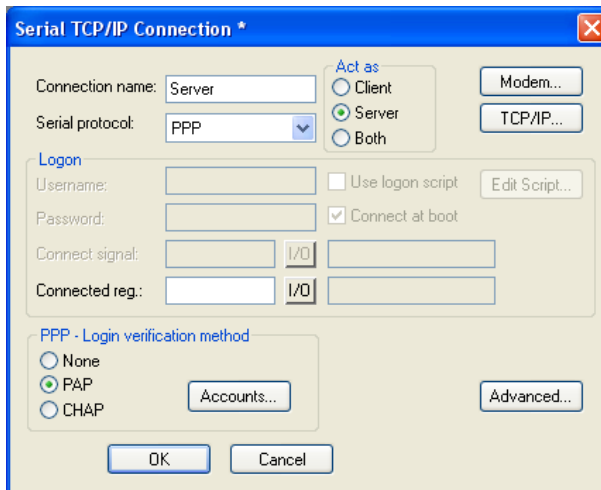 Serial TCP/IP Connection *
Connection name: Server
Serial protocol: PPP
Act as
Client
Server
Both
Modem...
TCP/IP...
Logon
Username:
Use logon script
Edit Script...
Password:
Connect at boot
Connect signal: I/O
Connected reg.: I/O
PPP - Login verification method
None
PAP
CHAP
Accounts...
Advanced...
OK
Cancel